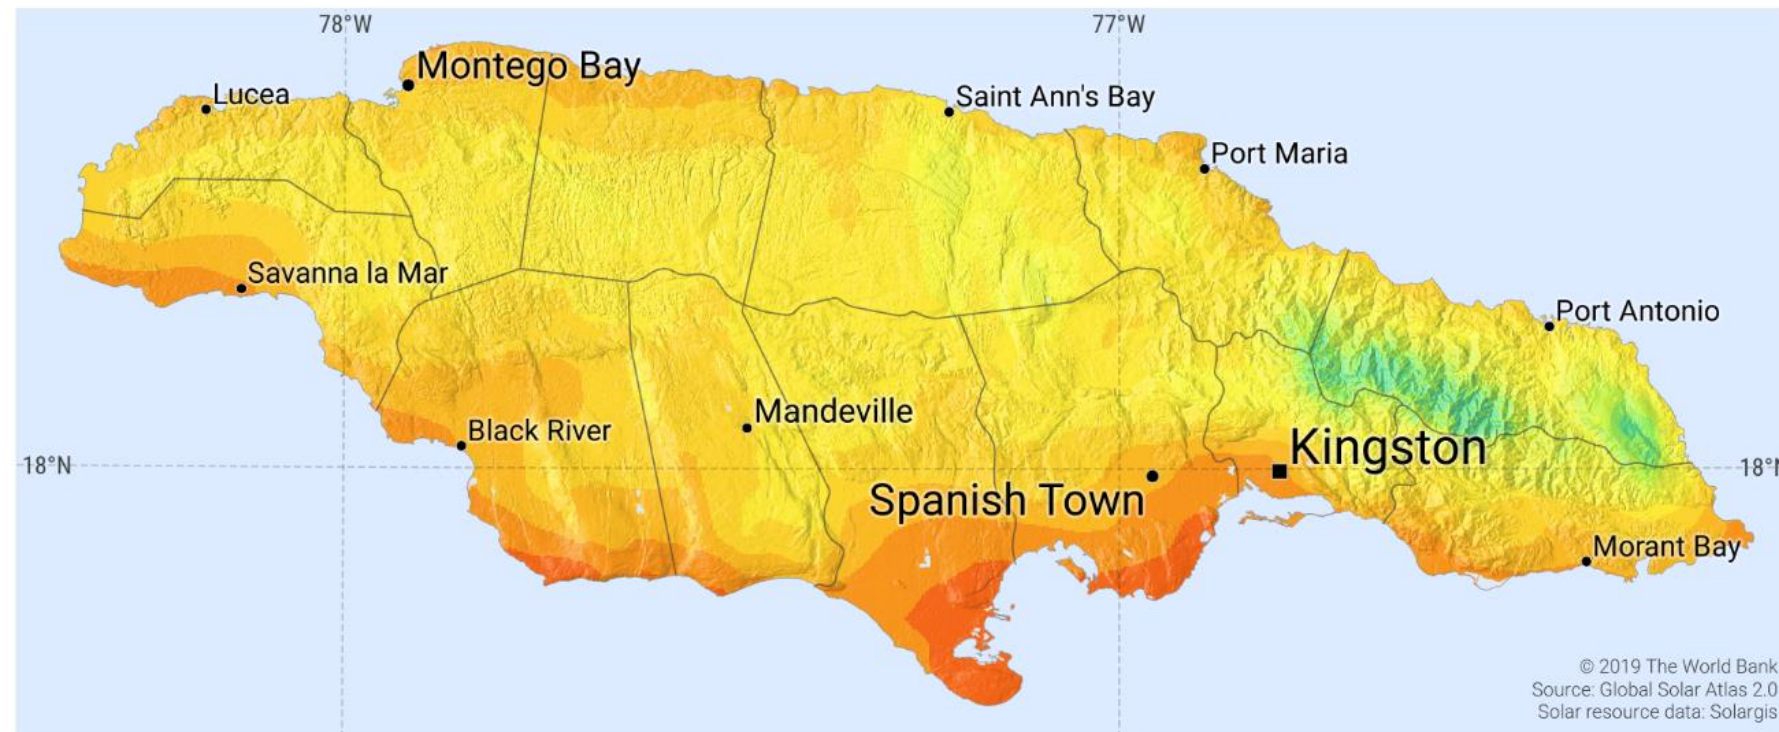 78°W
77°W
Montego Bay
Lucea
Saint Ann's Bay
Port Maria
Savanna la Mar
Port Antonio
Mandeville
Black River
Kingston
18°N
18°N
Spanish Town
Morant Bay
© 2019 The World Bank
Source: Global Solar Atlas 2.0
Solar resource data: Solargis